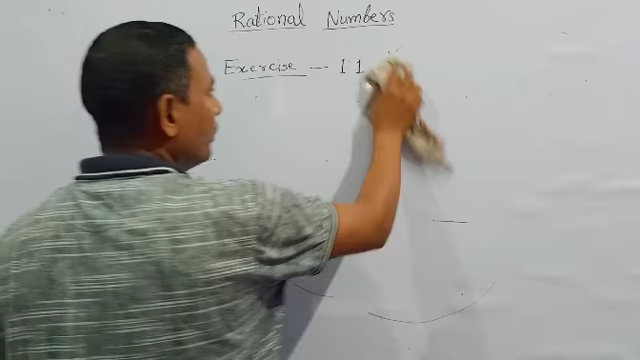 Rational Numbers
Exercise — 1 1